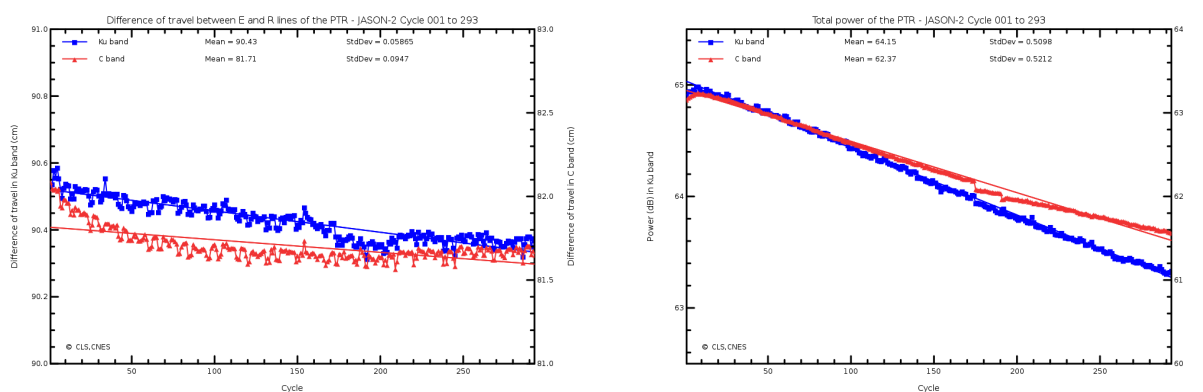 Difference of travel between E and R lines of the PTR - JASON-2 Cycle 001 to 293
Ku band Mean = 90.43 StdDev = 0.05865
C band Mean = 81.71 StdDev = 0.0947
91.0
90.8
90.6
90.4
90.2
90.0
83.0
82.5
82.0
81.5
81.0
Difference of travel in Ku band (cm)
Difference of travel in C band (cm)
© CLS,CNES
50 100 150 200 250
Cycle
Total power of the PTR - JASON-2 Cycle 001 to 293
Ku band Mean = 64.15 StdDev = 0.5098
C band Mean = 62.37 StdDev = 0.5212
65
64
63
64
63
62
61
60
Power (dB) in Ku band
© CLS,CNES
50 100 150 200 250
Cycle